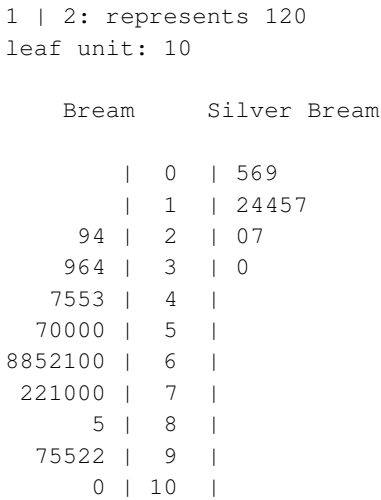 1 | 2: represents 120
leaf unit: 10
Bream Silver Bream
| 0 | 569
| 1 | 24457
94 | 2 | 07
964 | 3 | 0
7553 | 4 |
70000 | 5 |
8852100 | 6 |
221000 | 7 |
5 | 8 |
75522 | 9 |
0 | 10 |